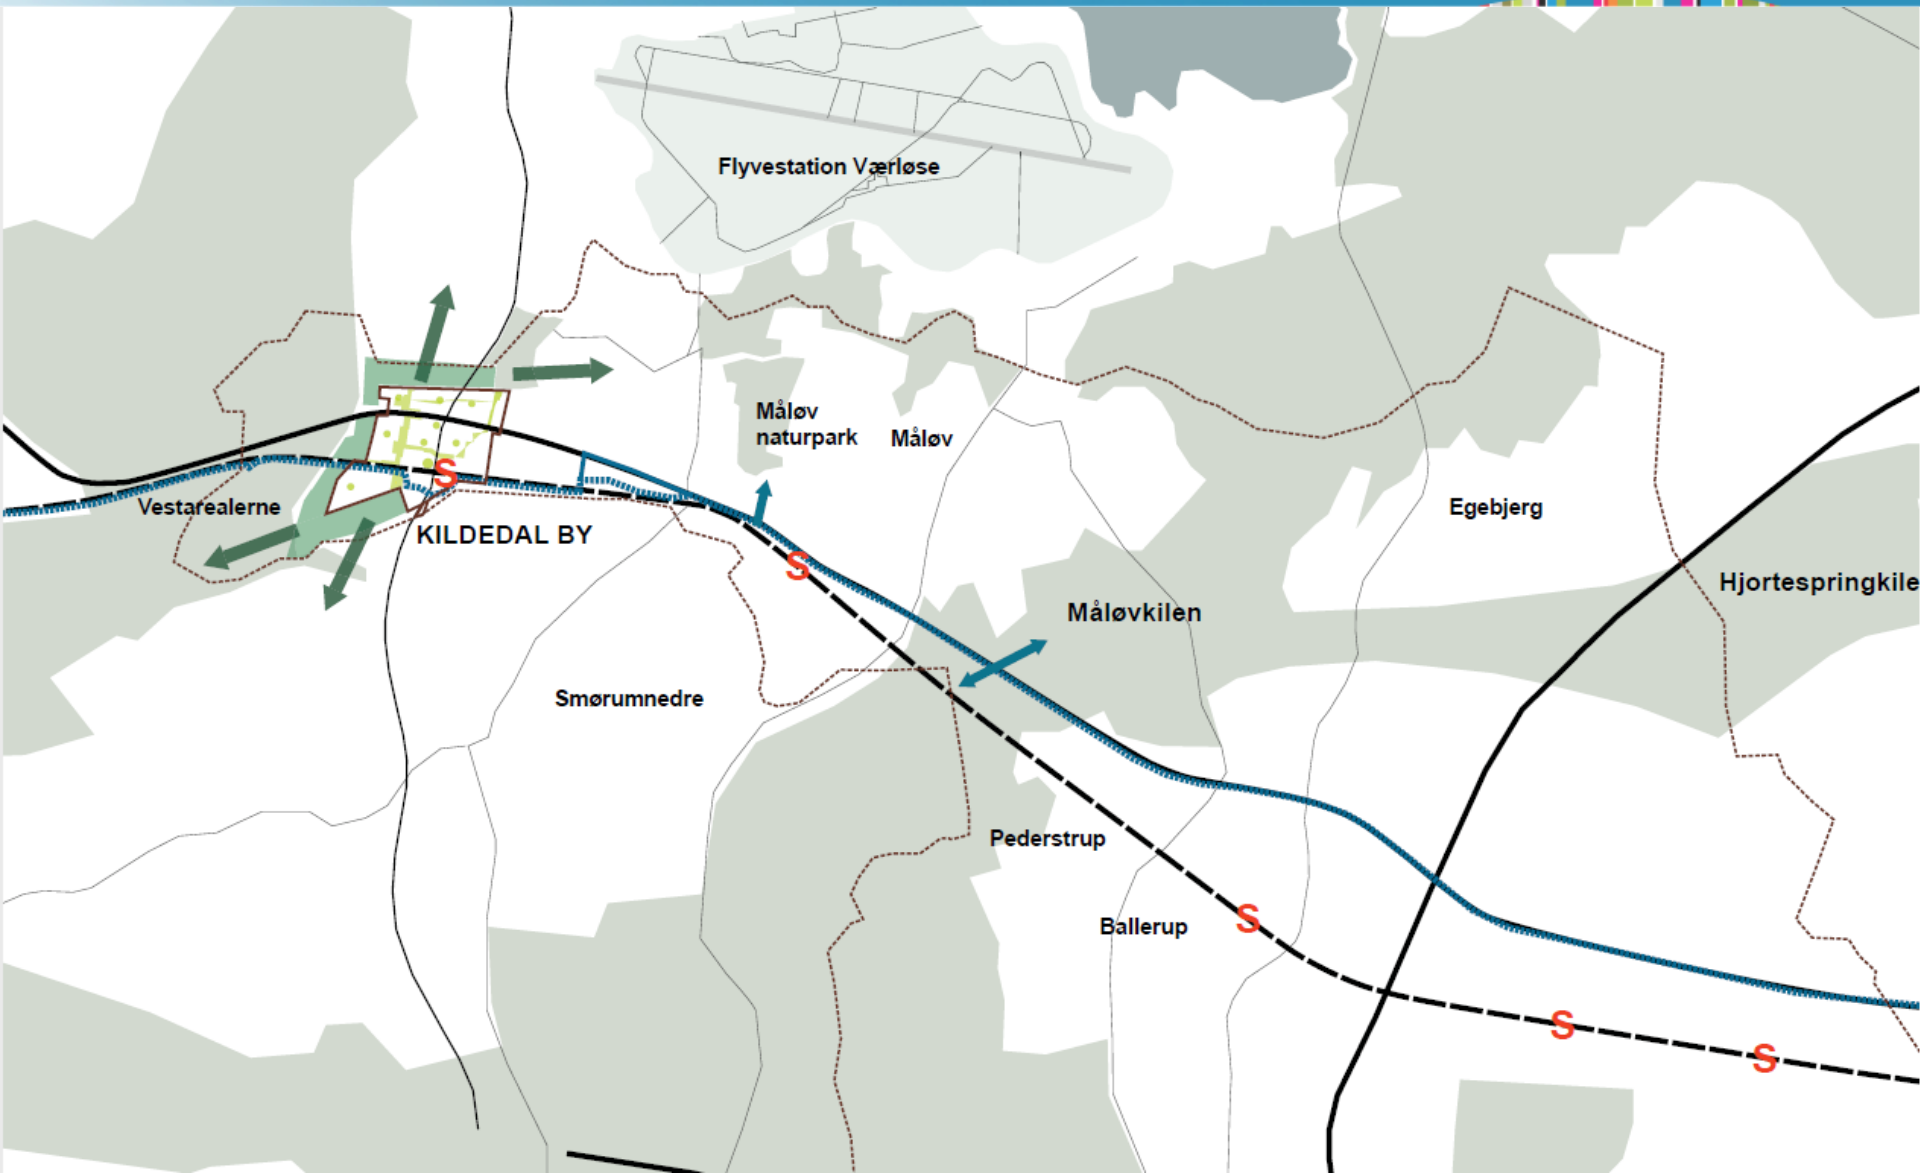 Flyvestation Værløse
Måløv
naturpark
Måløv
S
Vestarealerne
Egebjerg
KILDEDAL BY
S
Hjortespringkile
Måløvkilen
Smørumnedre
Pederstrup
S
Ballerup
S
S